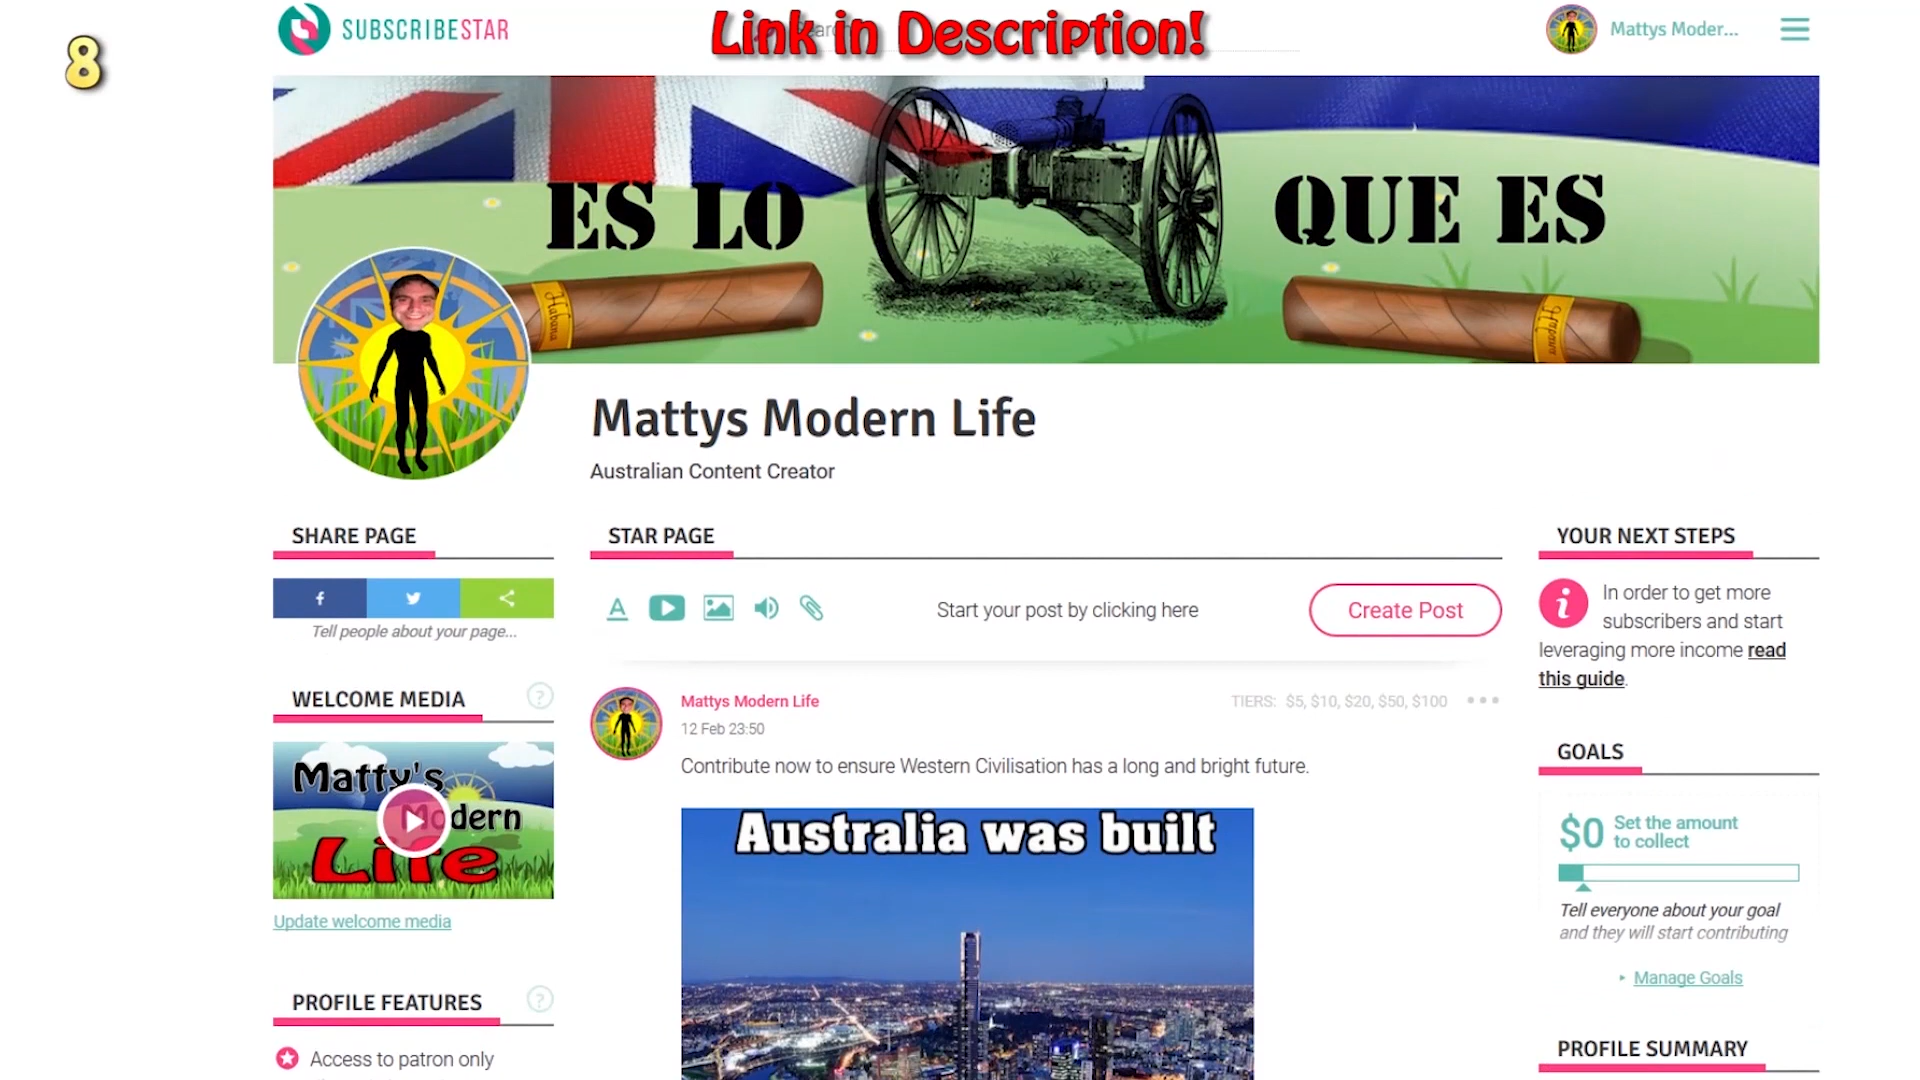 8
SUBSCRIBESTAR
Link in Description!
Mattys Moder...
ES LO
QUE ES
Habana
Habana
Mattys Modern Life
Australian Content Creator
SHARE PAGE
Tell people about your page...
WELCOME MEDIA
?
Matty's
Modern
Life
Update welcome media
PROFILE FEATURES
?
Access to patron only
STAR PAGE
A
Start your post by clicking here
Create Post
Mattys Modern Life
TIERS: $5, $10, $20, $50, $100
12 Feb 23:50
Contribute now to ensure Western Civilisation has a long and bright future.
Australia was built
YOUR NEXT STEPS
In order to get more
subscribers and start
leveraging more income read
this guide.
GOALS
$0 Set the amount
to collect
Tell everyone about your goal
and they will start contributing
Manage Goals
PROFILE SUMMARY